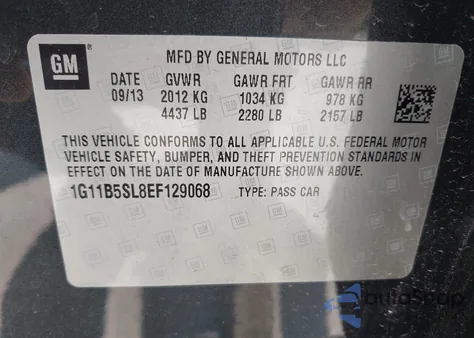 GM
MFD BY GENERAL MOTORS LLC
DATE GVWR GAWR FRT GAWR RR
09/13 2012 KG 1034 KG 978 KG
4437 LB 2280 LB 2157 LB
THIS VEHICLE CONFORMS TO ALL APPLICABLE U.S. FEDERAL MOTOR
VEHICLE SAFETY, BUMPER, AND THEFT PREVENTION STANDARDS IN
EFFECT ON THE DATE OF MANUFACTURE SHOWN ABOVE.
1G11B5SL8EF129068 TYPE: PASS CAR
autoSnap